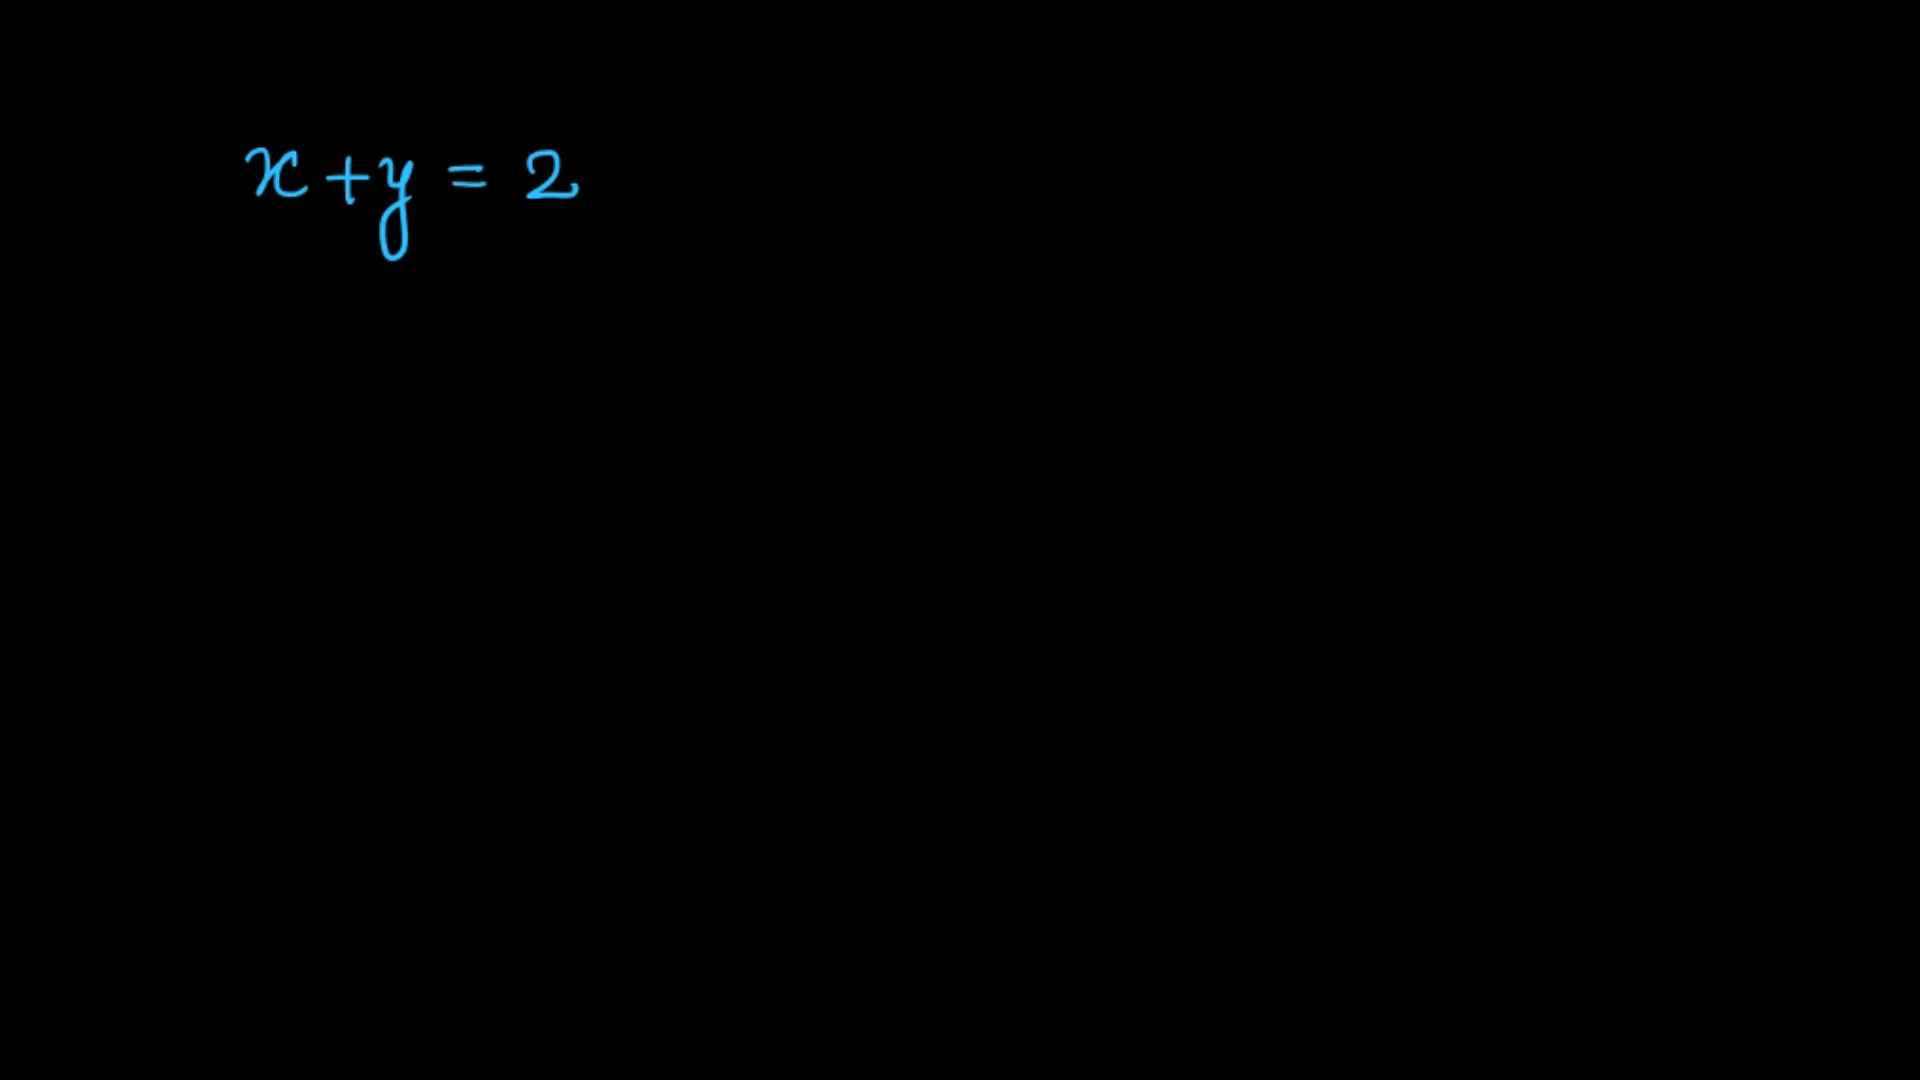 x + y = 2